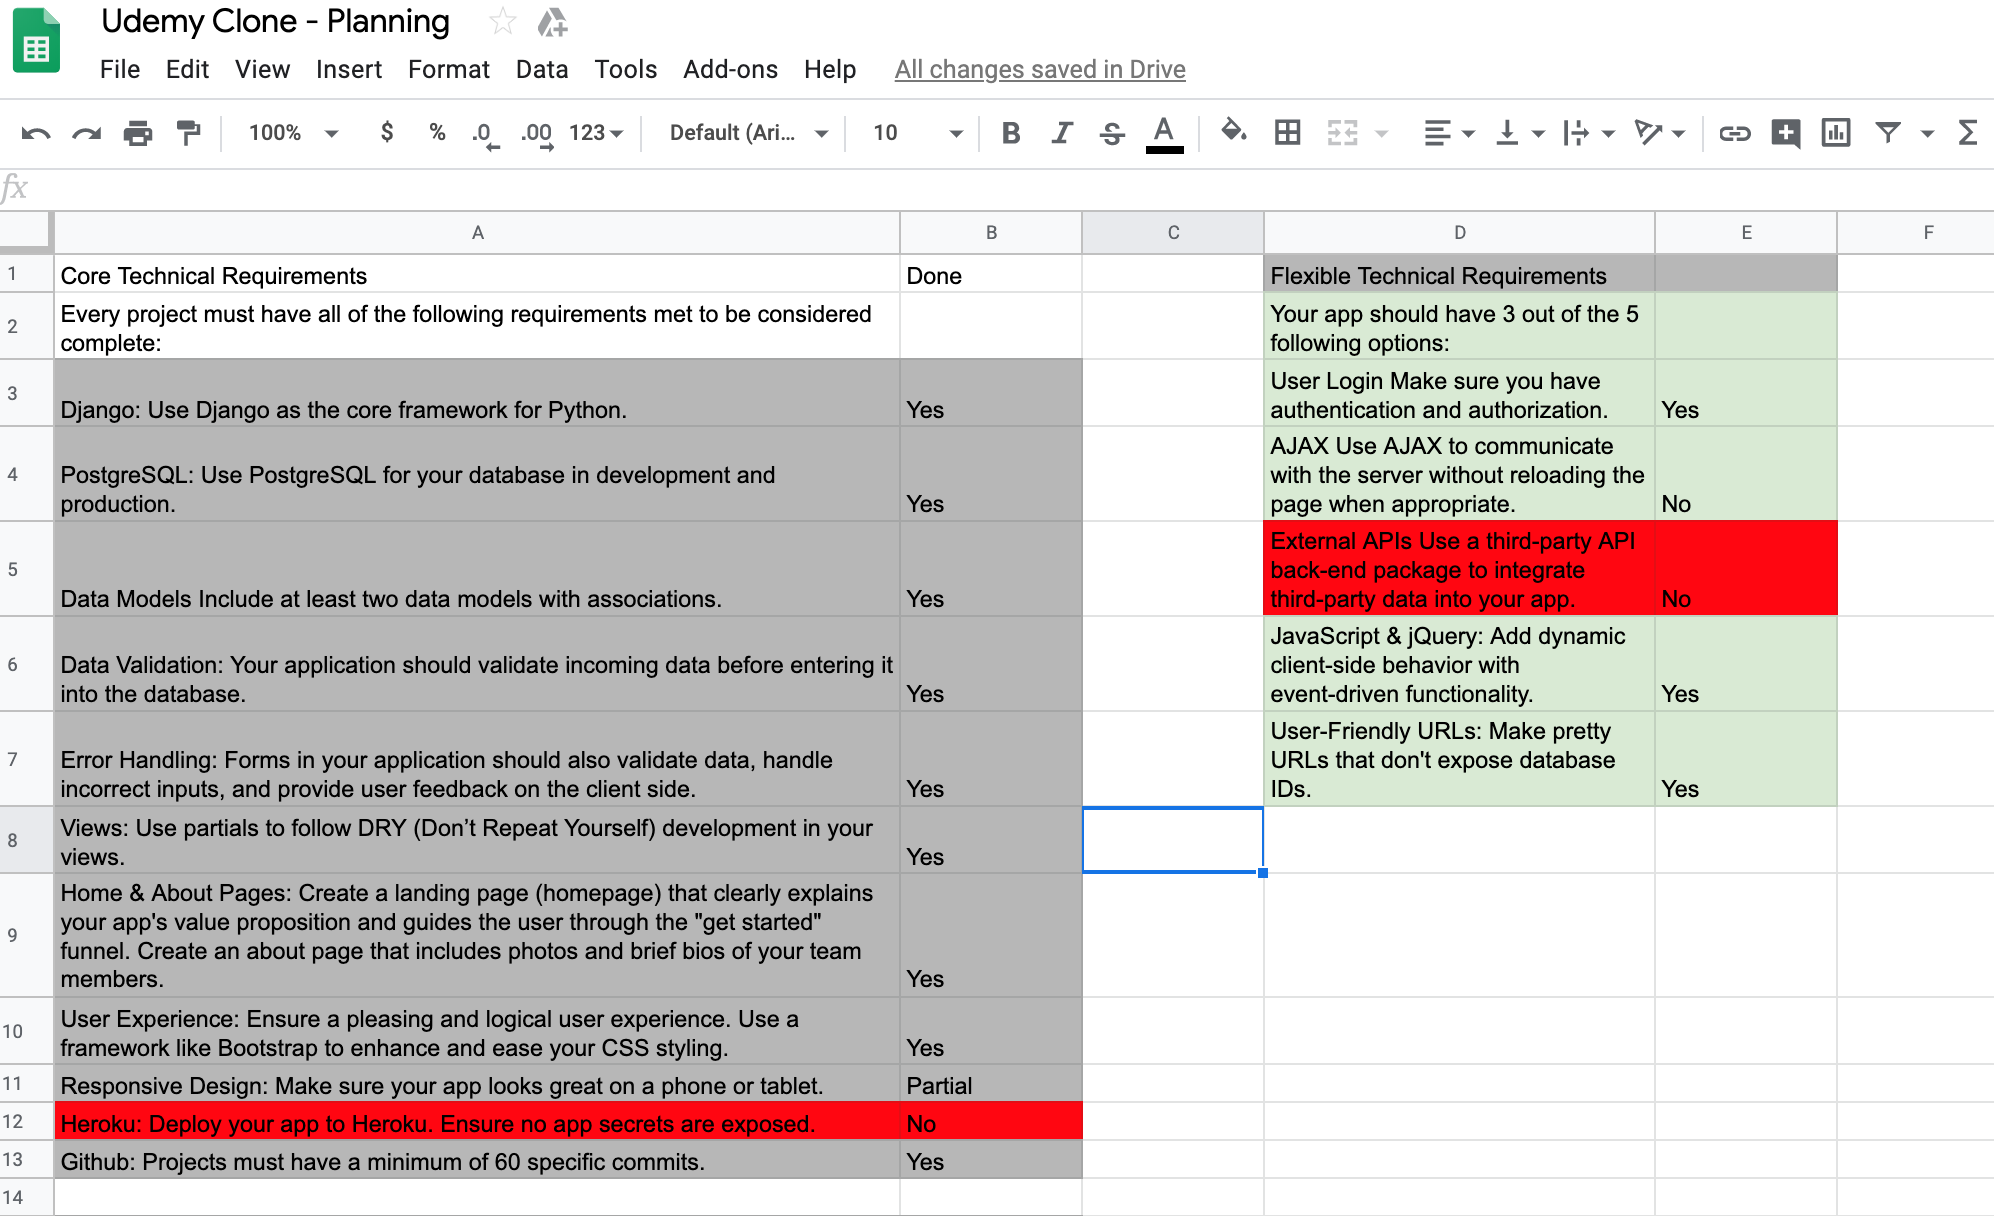 Udemy Clone - Planning
File Edit View Insert Format Data Tools Add-ons Help All changes saved in Drive
100% $ % .0 .00 123 Default (Ari... 10 B I S A Σ
fx
A B C D E F
1 Core Technical Requirements Done Flexible Technical Requirements
2 Every project must have all of the following requirements met to be considered
complete:
Your app should have 3 out of the 5
following options:
3 Django: Use Django as the core framework for Python. Yes
User Login Make sure you have
authentication and authorization. Yes
4 PostgreSQL: Use PostgreSQL for your database in development and
production. Yes
AJAX Use AJAX to communicate
with the server without reloading the
page when appropriate. No
5 Data Models Include at least two data models with associations. Yes
External APIs Use a third-party API
back-end package to integrate
third-party data into your app. No
6 Data Validation: Your application should validate incoming data before entering it
into the database. Yes
JavaScript & jQuery: Add dynamic
client-side behavior with
event-driven functionality. Yes
7 Error Handling: Forms in your application should also validate data, handle
incorrect inputs, and provide user feedback on the client side. Yes
User-Friendly URLs: Make pretty
URLs that don't expose database
IDs. Yes
8 Views: Use partials to follow DRY (Don’t Repeat Yourself) development in your
views. Yes
9 Home & About Pages: Create a landing page (homepage) that clearly explains
your app's value proposition and guides the user through the "get started"
funnel. Create an about page that includes photos and brief bios of your team
members. Yes
10 User Experience: Ensure a pleasing and logical user experience. Use a
framework like Bootstrap to enhance and ease your CSS styling. Yes
11 Responsive Design: Make sure your app looks great on a phone or tablet. Partial
12 Heroku: Deploy your app to Heroku. Ensure no app secrets are exposed. No
13 Github: Projects must have a minimum of 60 specific commits. Yes
14